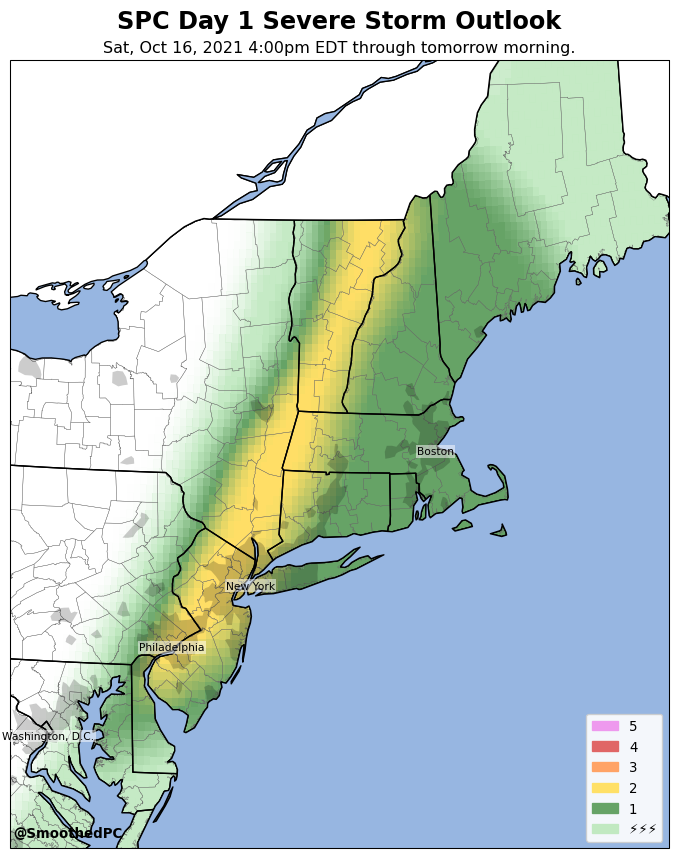 SPC Day 1 Severe Storm Outlook
Sat, Oct 16, 2021 4:00pm EDT through tomorrow morning.
Boston
New York
Philadelphia
Washington, D.C.
5
4
3
2
1
⚡⚡⚡
@SmoothedPC